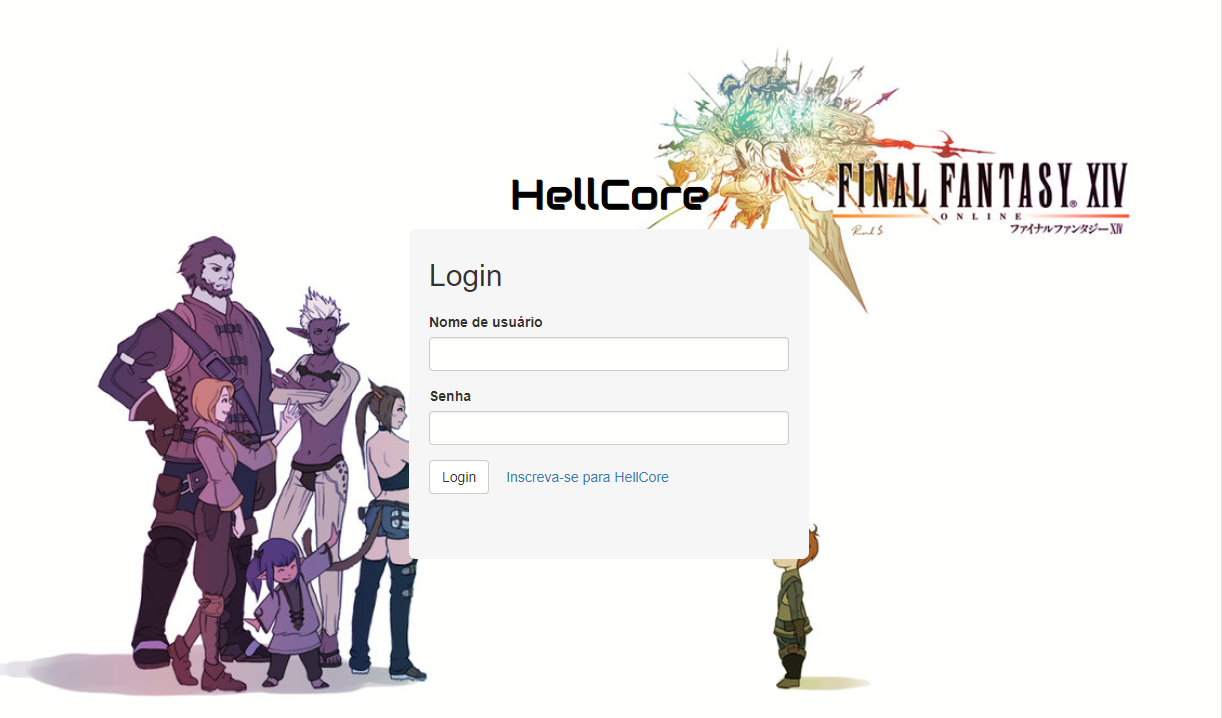 FINAL FANTASY® XIV
ONLINE
ファイナルファンタジーXIV
HellCore
Login
Nome de usuário
Senha
Login
Inscreva-se para HellCore